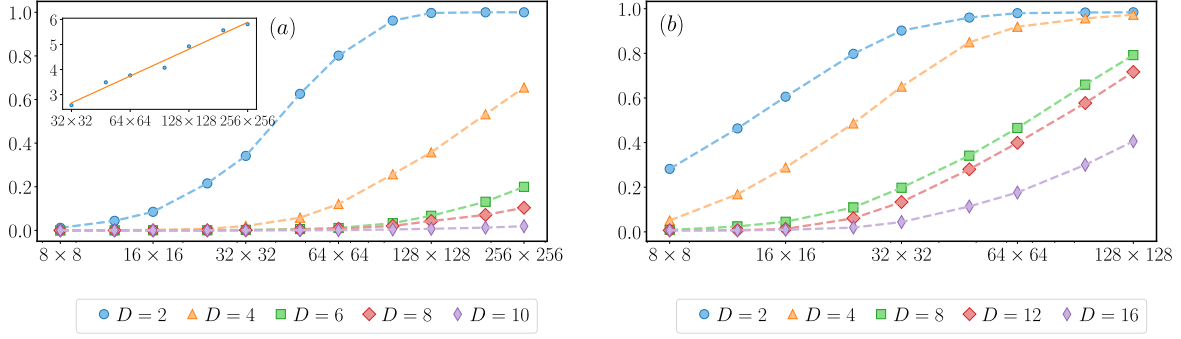 (a)
1.0
0.8
0.6
0.4
0.2
0.0
6
5
4
3
32 × 32 64 × 64 128 × 128 256 × 256
8 × 8 16 × 16 32 × 32 64 × 64 128 × 128 256 × 256
D = 2 D = 4 D = 6 D = 8 D = 10
(b)
1.0
0.8
0.6
0.4
0.2
0.0
8 × 8 16 × 16 32 × 32 64 × 64 128 × 128
D = 2 D = 4 D = 8 D = 12 D = 16